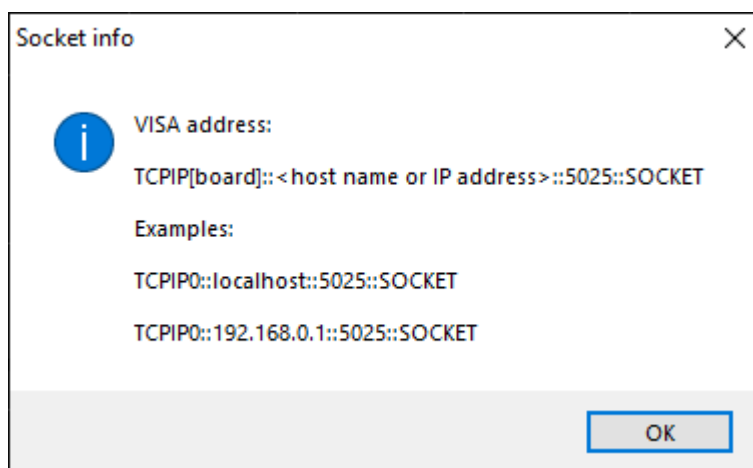 Socket info
VISA address:
TCPIP[board]::<host name or IP address>::5025::SOCKET
Examples:
TCPIP0::localhost::5025::SOCKET
TCPIP0::192.168.0.1::5025::SOCKET
OK